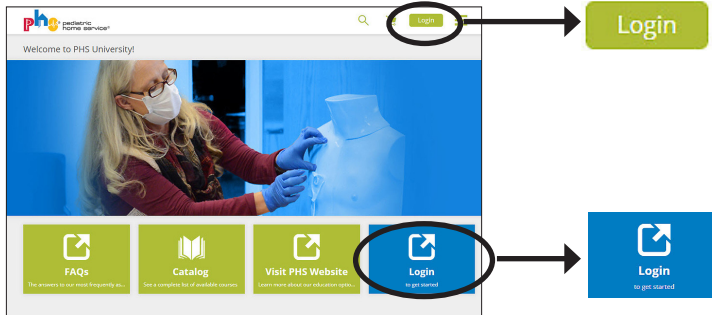 phs pediatric
home service®
Login
Login
Welcome to PHS University!
FAQs
The answers to our most frequently as...
Catalog
See a complete list of available courses
Visit PHS Website
Learn more about our education optio...
Login
to get started
Login
to get started